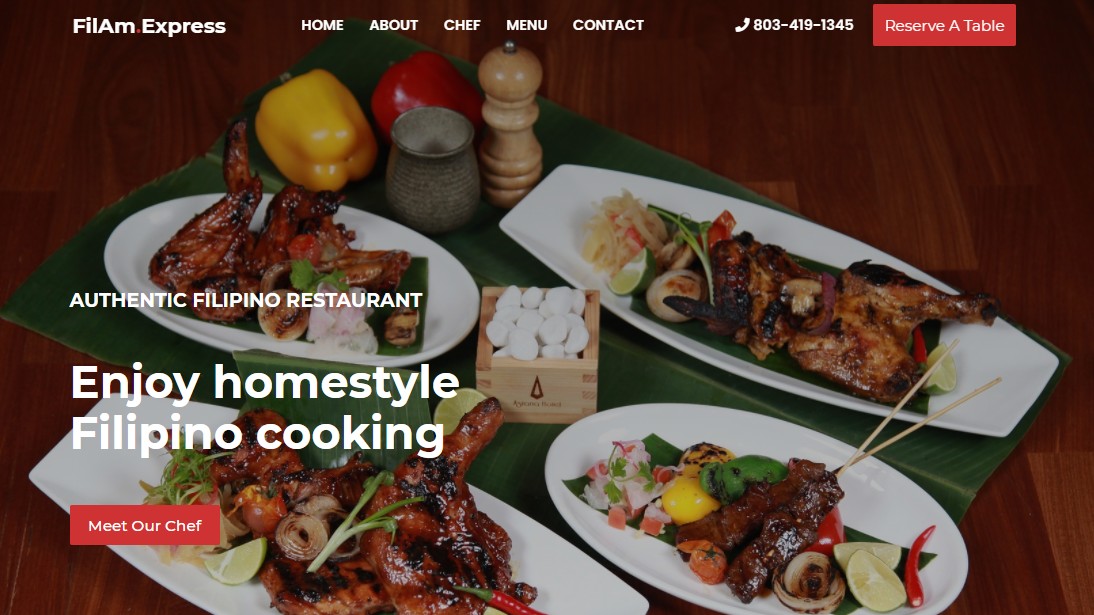 FilAm.Express
HOME ABOUT CHEF MENU CONTACT
803-419-1345
Reserve A Table
AUTHENTIC FILIPINO RESTAURANT
Enjoy homestyle
Filipino cooking
Meet Our Chef